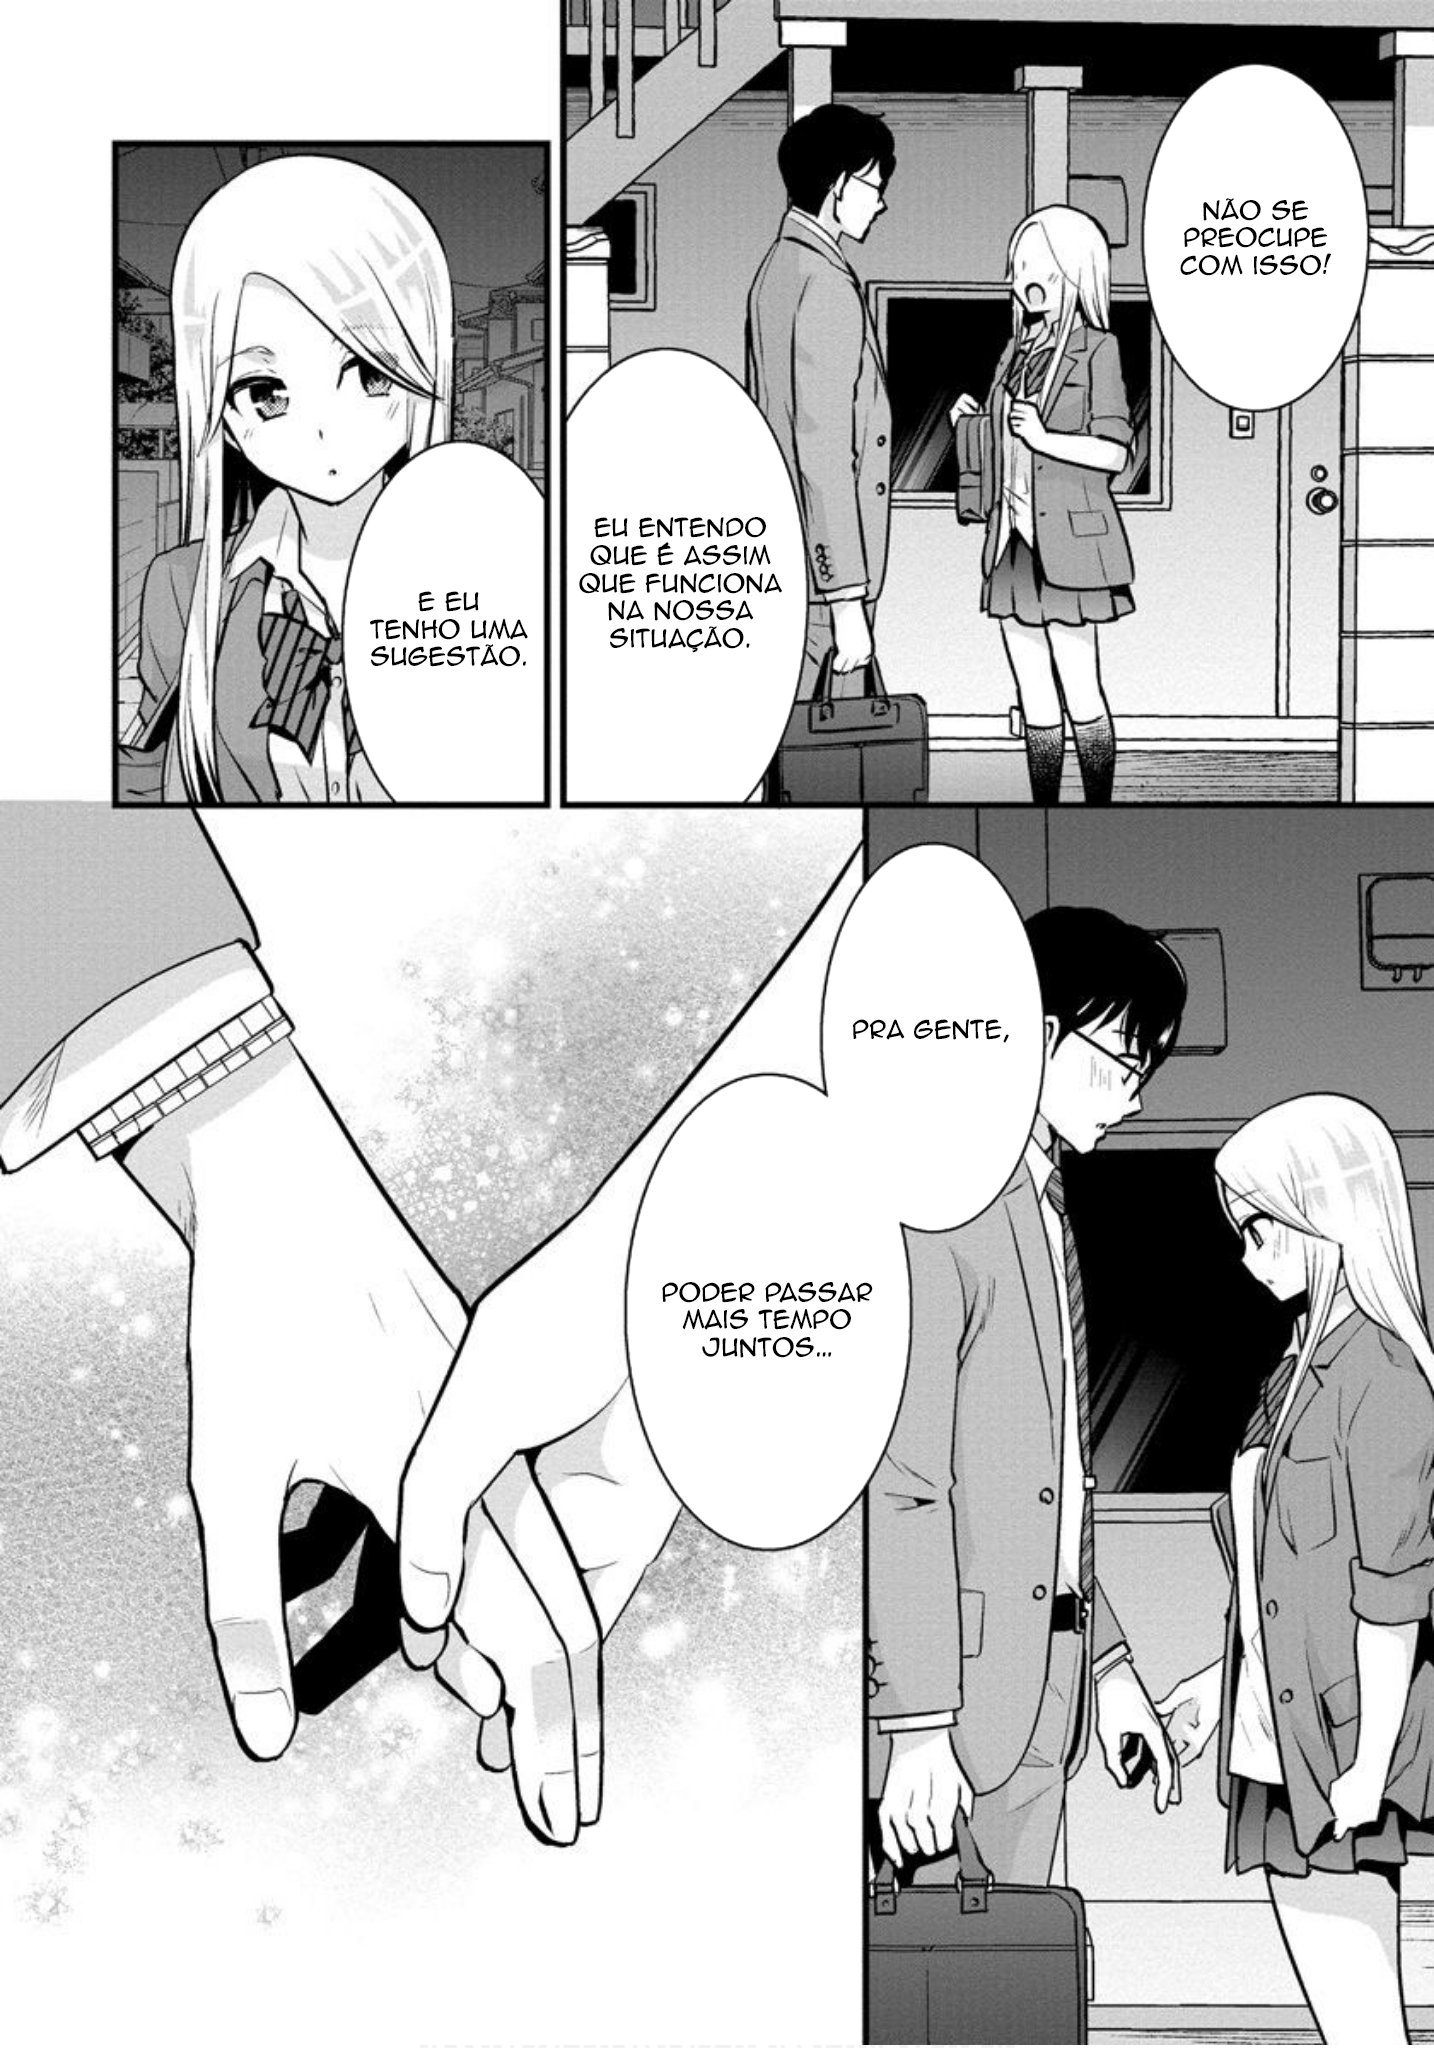 NÃO SE
PREOCUPE
COM ISSO!
EU ENTENDO
QUE É ASSIM
QUE FUNCIONA
NA NOSSA
SITUAÇÃO.
E EU
TENHO UMA
SUGESTÃO.
PRA GENTE,
PODER PASSAR
MAIS TEMPO
JUNTOS...